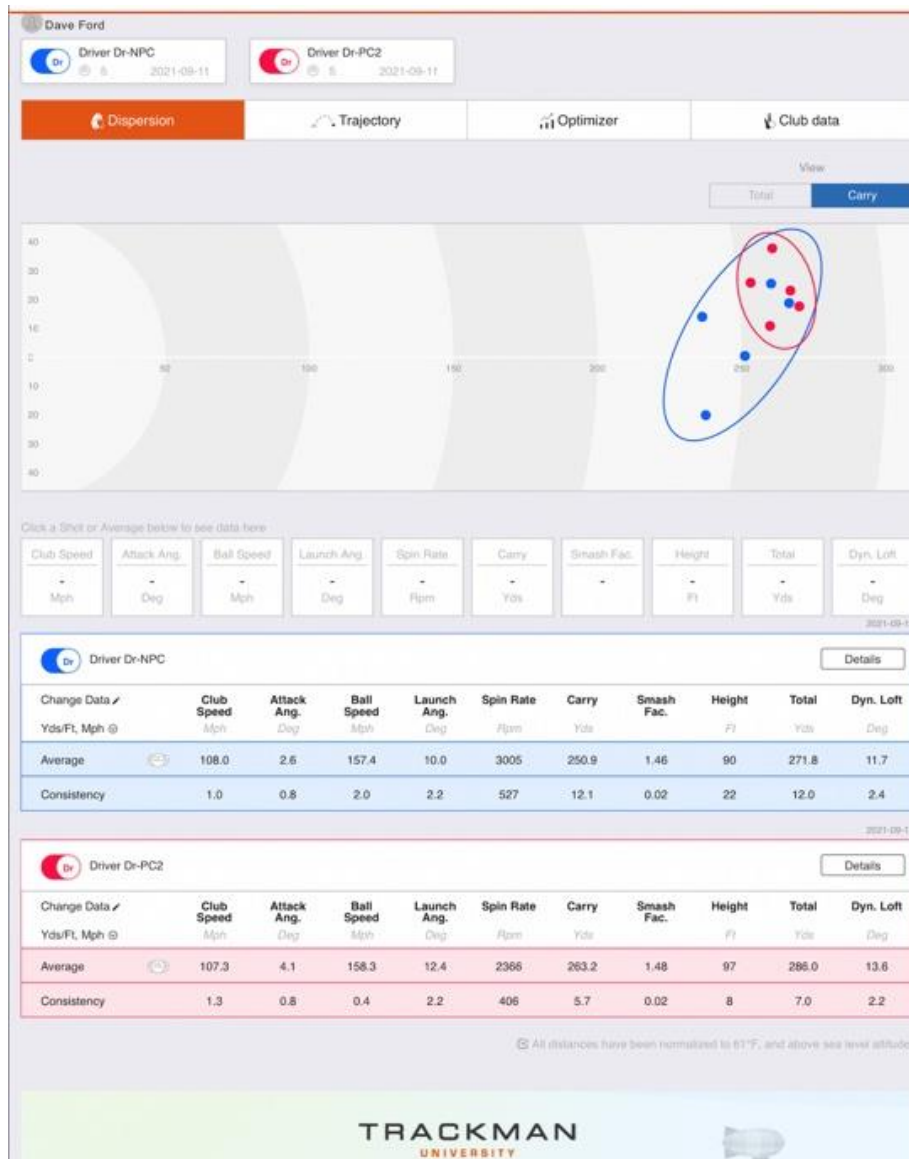 Dave Ford
Driver Dr-NPC
Dr
2021-09-11
Driver Dr-PC2
Dr
2021-09-11
Dispersion
Trajectory
Optimizer
Club data
View
Total
Carry
40
30
20
10
0
10
20
30
40
50
100
150
200
250
300
Click a Shot or Average below to see data here
Club Speed Attack Ang. Ball Speed Launch Ang. Spin Rate Carry Smash Fac. Height Total Dyn. Loft
- - - - - - - - - -
Mph Deg Mph Deg Rpm Yds Ft Yds Deg
Dr Driver Dr-NPC Details
Change Data Club Speed Attack Ang. Ball Speed Launch Ang. Spin Rate Carry Smash Fac. Height Total Dyn. Loft
Yds/Ft, Mph Mph Deg Mph Deg Rpm Yds Ft Yds Deg
Average 108.0 2.6 157.4 10.0 3005 250.9 1.46 90 271.8 11.7
Consistency 1.0 0.8 2.0 2.2 527 12.1 0.02 22 12.0 2.4
Dr Driver Dr-PC2 Details
Change Data Club Speed Attack Ang. Ball Speed Launch Ang. Spin Rate Carry Smash Fac. Height Total Dyn. Loft
Yds/Ft, Mph Mph Deg Mph Deg Rpm Yds Ft Yds Deg
Average 107.3 4.1 158.3 12.4 2366 263.2 1.48 97 286.0 13.6
Consistency 1.3 0.8 0.4 2.2 406 5.7 0.02 8 7.0 2.2
All distances have been normalized to 61°F, and above sea level altitude
TRACKMAN
UNIVERSITY